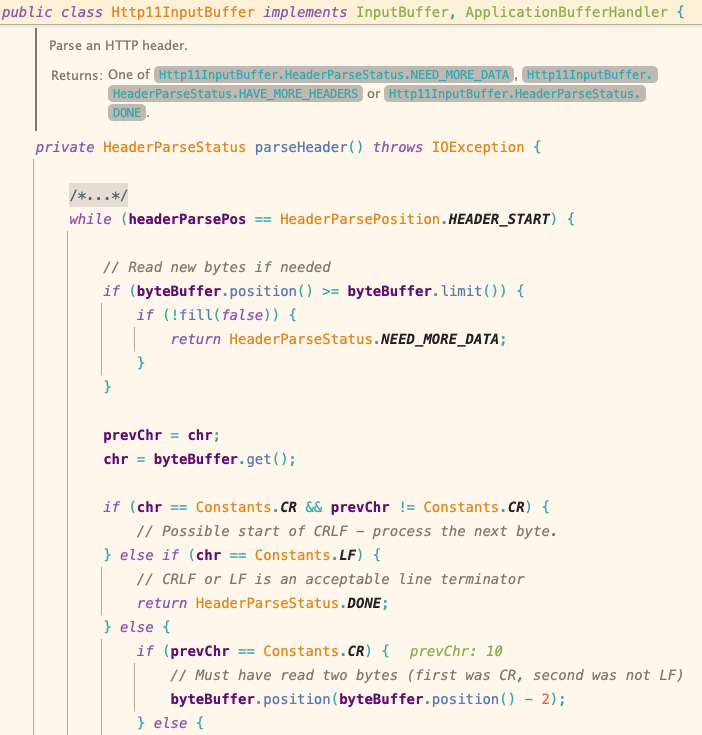 public class Http11InputBuffer implements InputBuffer, ApplicationBufferHandler {
Parse an HTTP header.
Returns: One of Http11InputBuffer.HeaderParseStatus.NEED_MORE_DATA, Http11InputBuffer.
HeaderParseStatus.HAVE_MORE_HEADERS or Http11InputBuffer.HeaderParseStatus.
DONE.
private HeaderParseStatus parseHeader() throws IOException {
/*...*/
while (headerParsePos == HeaderParsePosition.HEADER_START) {
// Read new bytes if needed
if (byteBuffer.position() >= byteBuffer.limit()) {
if (!fill(false)) {
return HeaderParseStatus.NEED_MORE_DATA;
}
}
prevChr = chr;
chr = byteBuffer.get();
if (chr == Constants.CR && prevChr != Constants.CR) {
// Possible start of CRLF - process the next byte.
} else if (chr == Constants.LF) {
// CRLF or LF is an acceptable line terminator
return HeaderParseStatus.DONE;
} else {
if (prevChr == Constants.CR) { prevChr: 10
// Must have read two bytes (first was CR, second was not LF)
byteBuffer.position(byteBuffer.position() - 2);
} else {